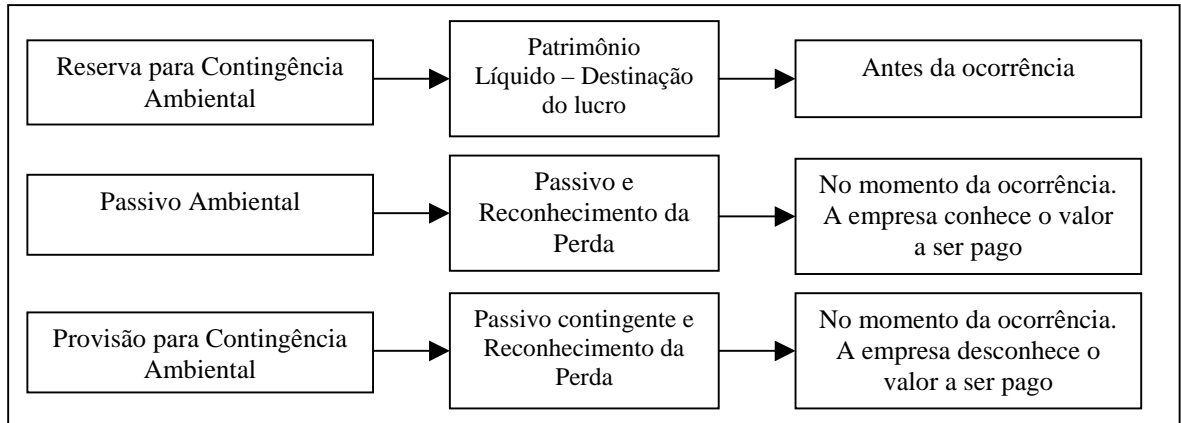 Reserva para Contingência
Ambiental
Patrimônio
Líquido – Destinação
do lucro
Antes da ocorrência
Passivo Ambiental
Passivo e
Reconhecimento da
Perda
No momento da ocorrência.
A empresa conhece o valor
a ser pago
Provisão para Contingência
Ambiental
Passivo contingente e
Reconhecimento da
Perda
No momento da ocorrência.
A empresa desconhece o
valor a ser pago